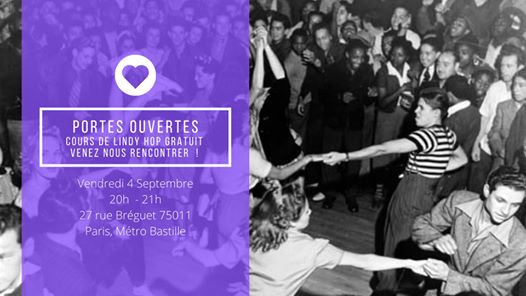 PORTES OUVERTES
COURS DE LINDY HOP GRATUIT
VENEZ NOUS RENCONTRER !
Vendredi 4 Septembre
20h - 21h
27 rue Bréguet 75011
Paris, Métro Bastille